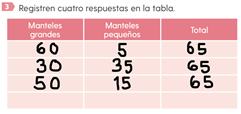 3 Registren cuatro respuestas en la tabla.
Manteles grandes Manteles pequeños Total
60 5 65
30 35 65
50 15 65